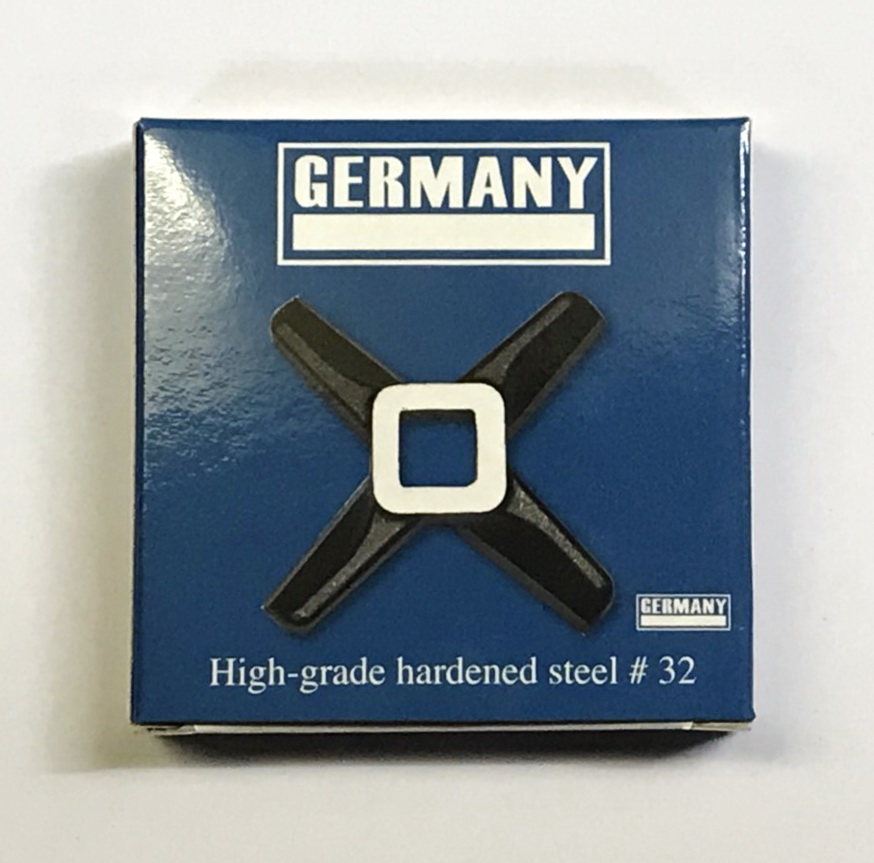 GERMANY
GERMANY
High-grade hardened steel # 32